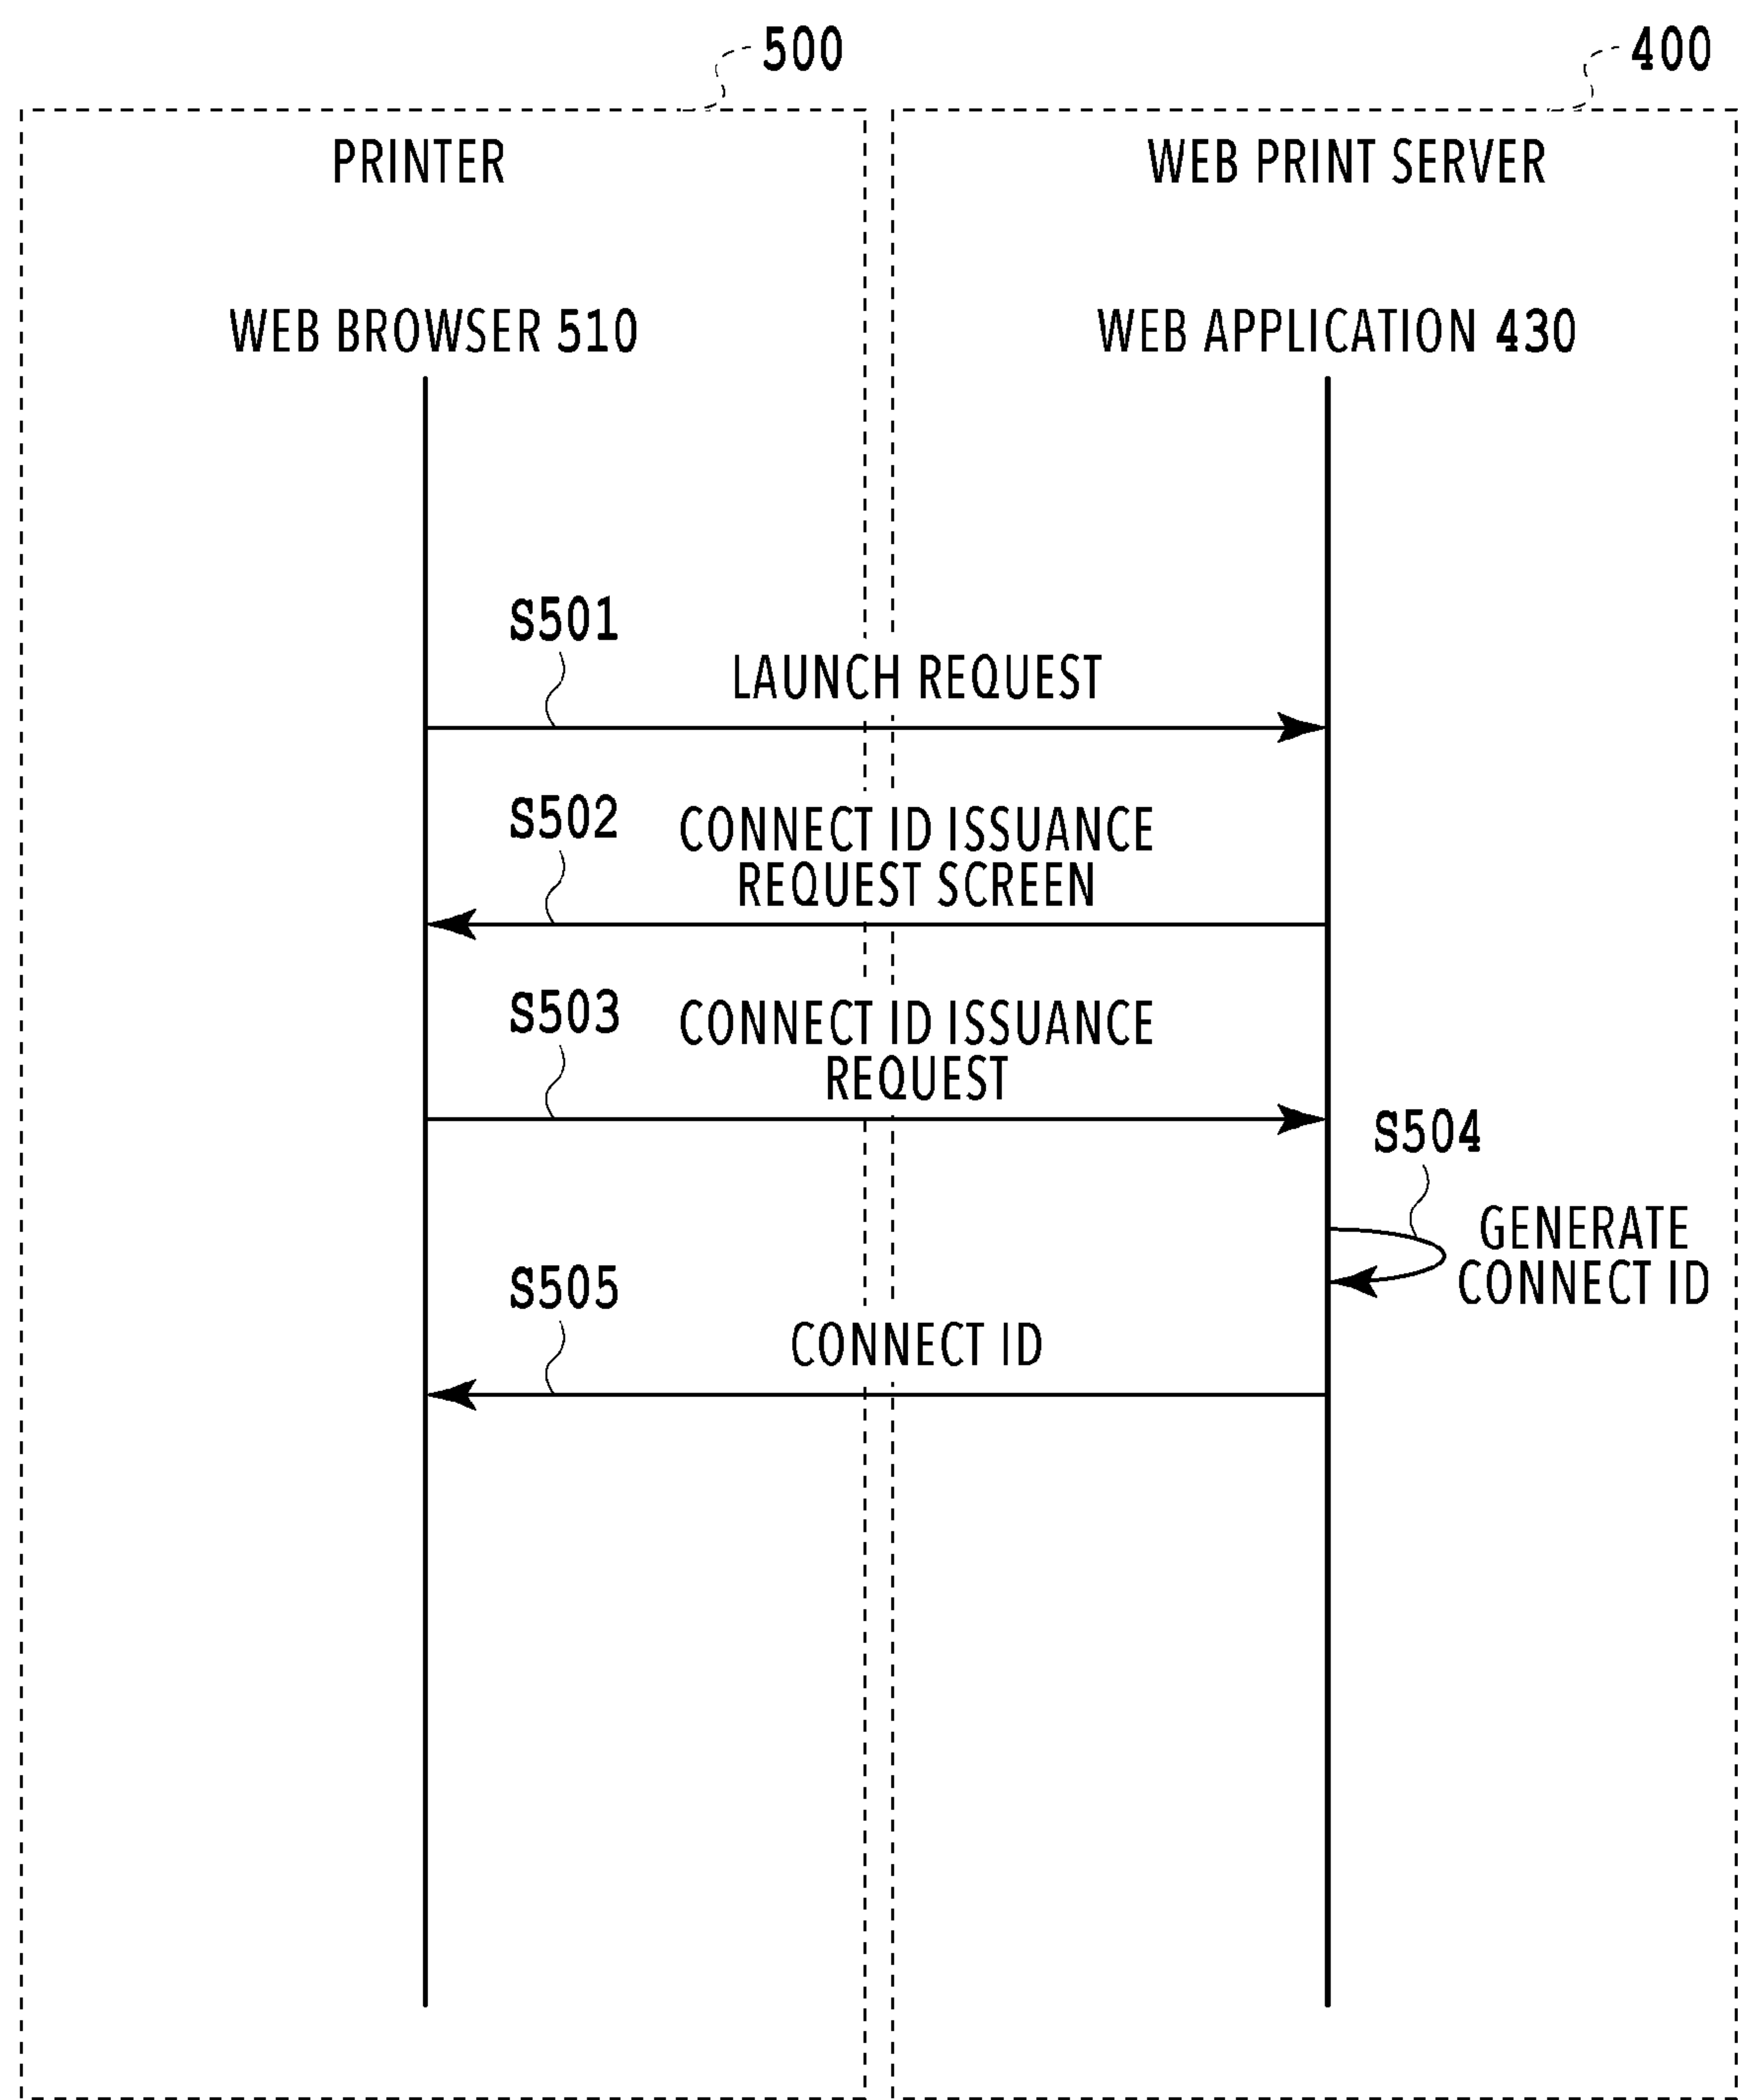 500
400
PRINTER
WEB PRINT SERVER
WEB BROWSER 510
WEB APPLICATION 430
S501
LAUNCH REQUEST
S502
CONNECT ID ISSUANCE
REQUEST SCREEN
S503
CONNECT ID ISSUANCE
REQUEST
S504
GENERATE
CONNECT ID
S505
CONNECT ID